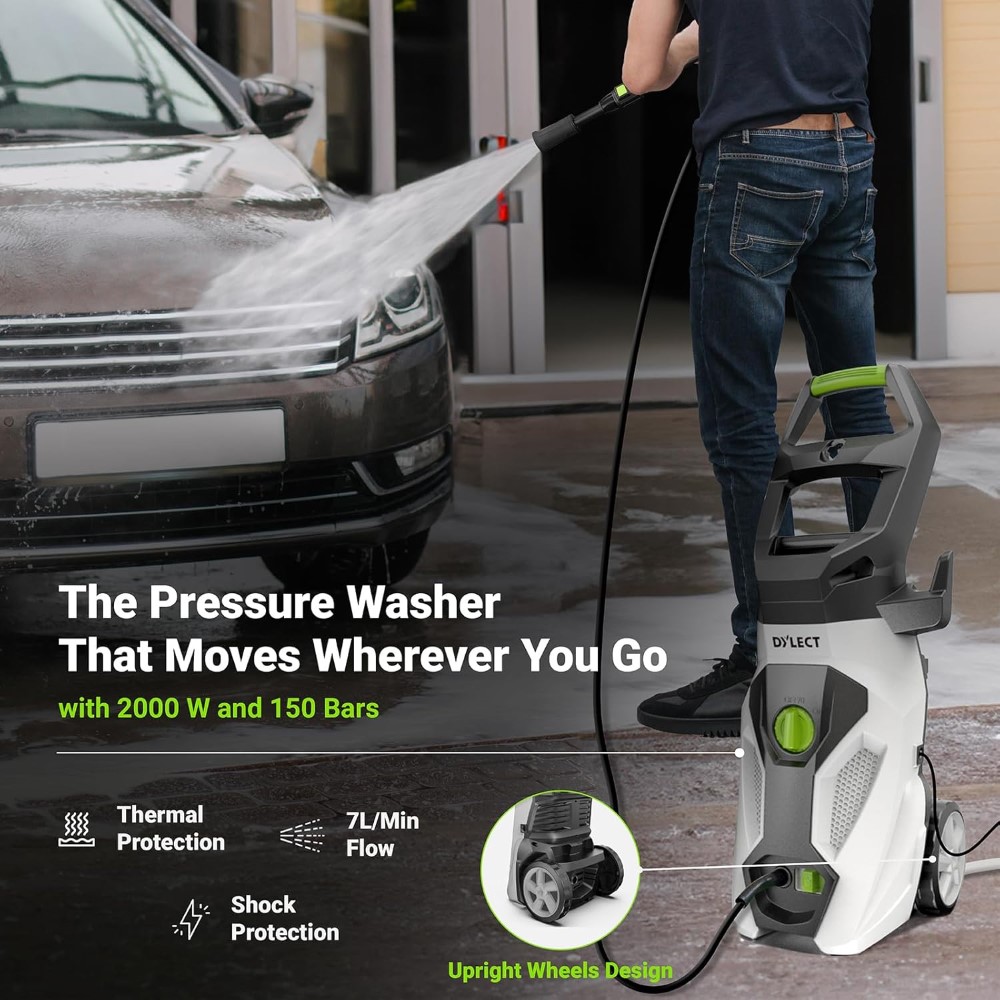 The Pressure Washer
That Moves Wherever You Go
with 2000 W and 150 Bars
DYLECT
Thermal
Protection
7L/Min
Flow
Shock
Protection
Upright Wheels Design